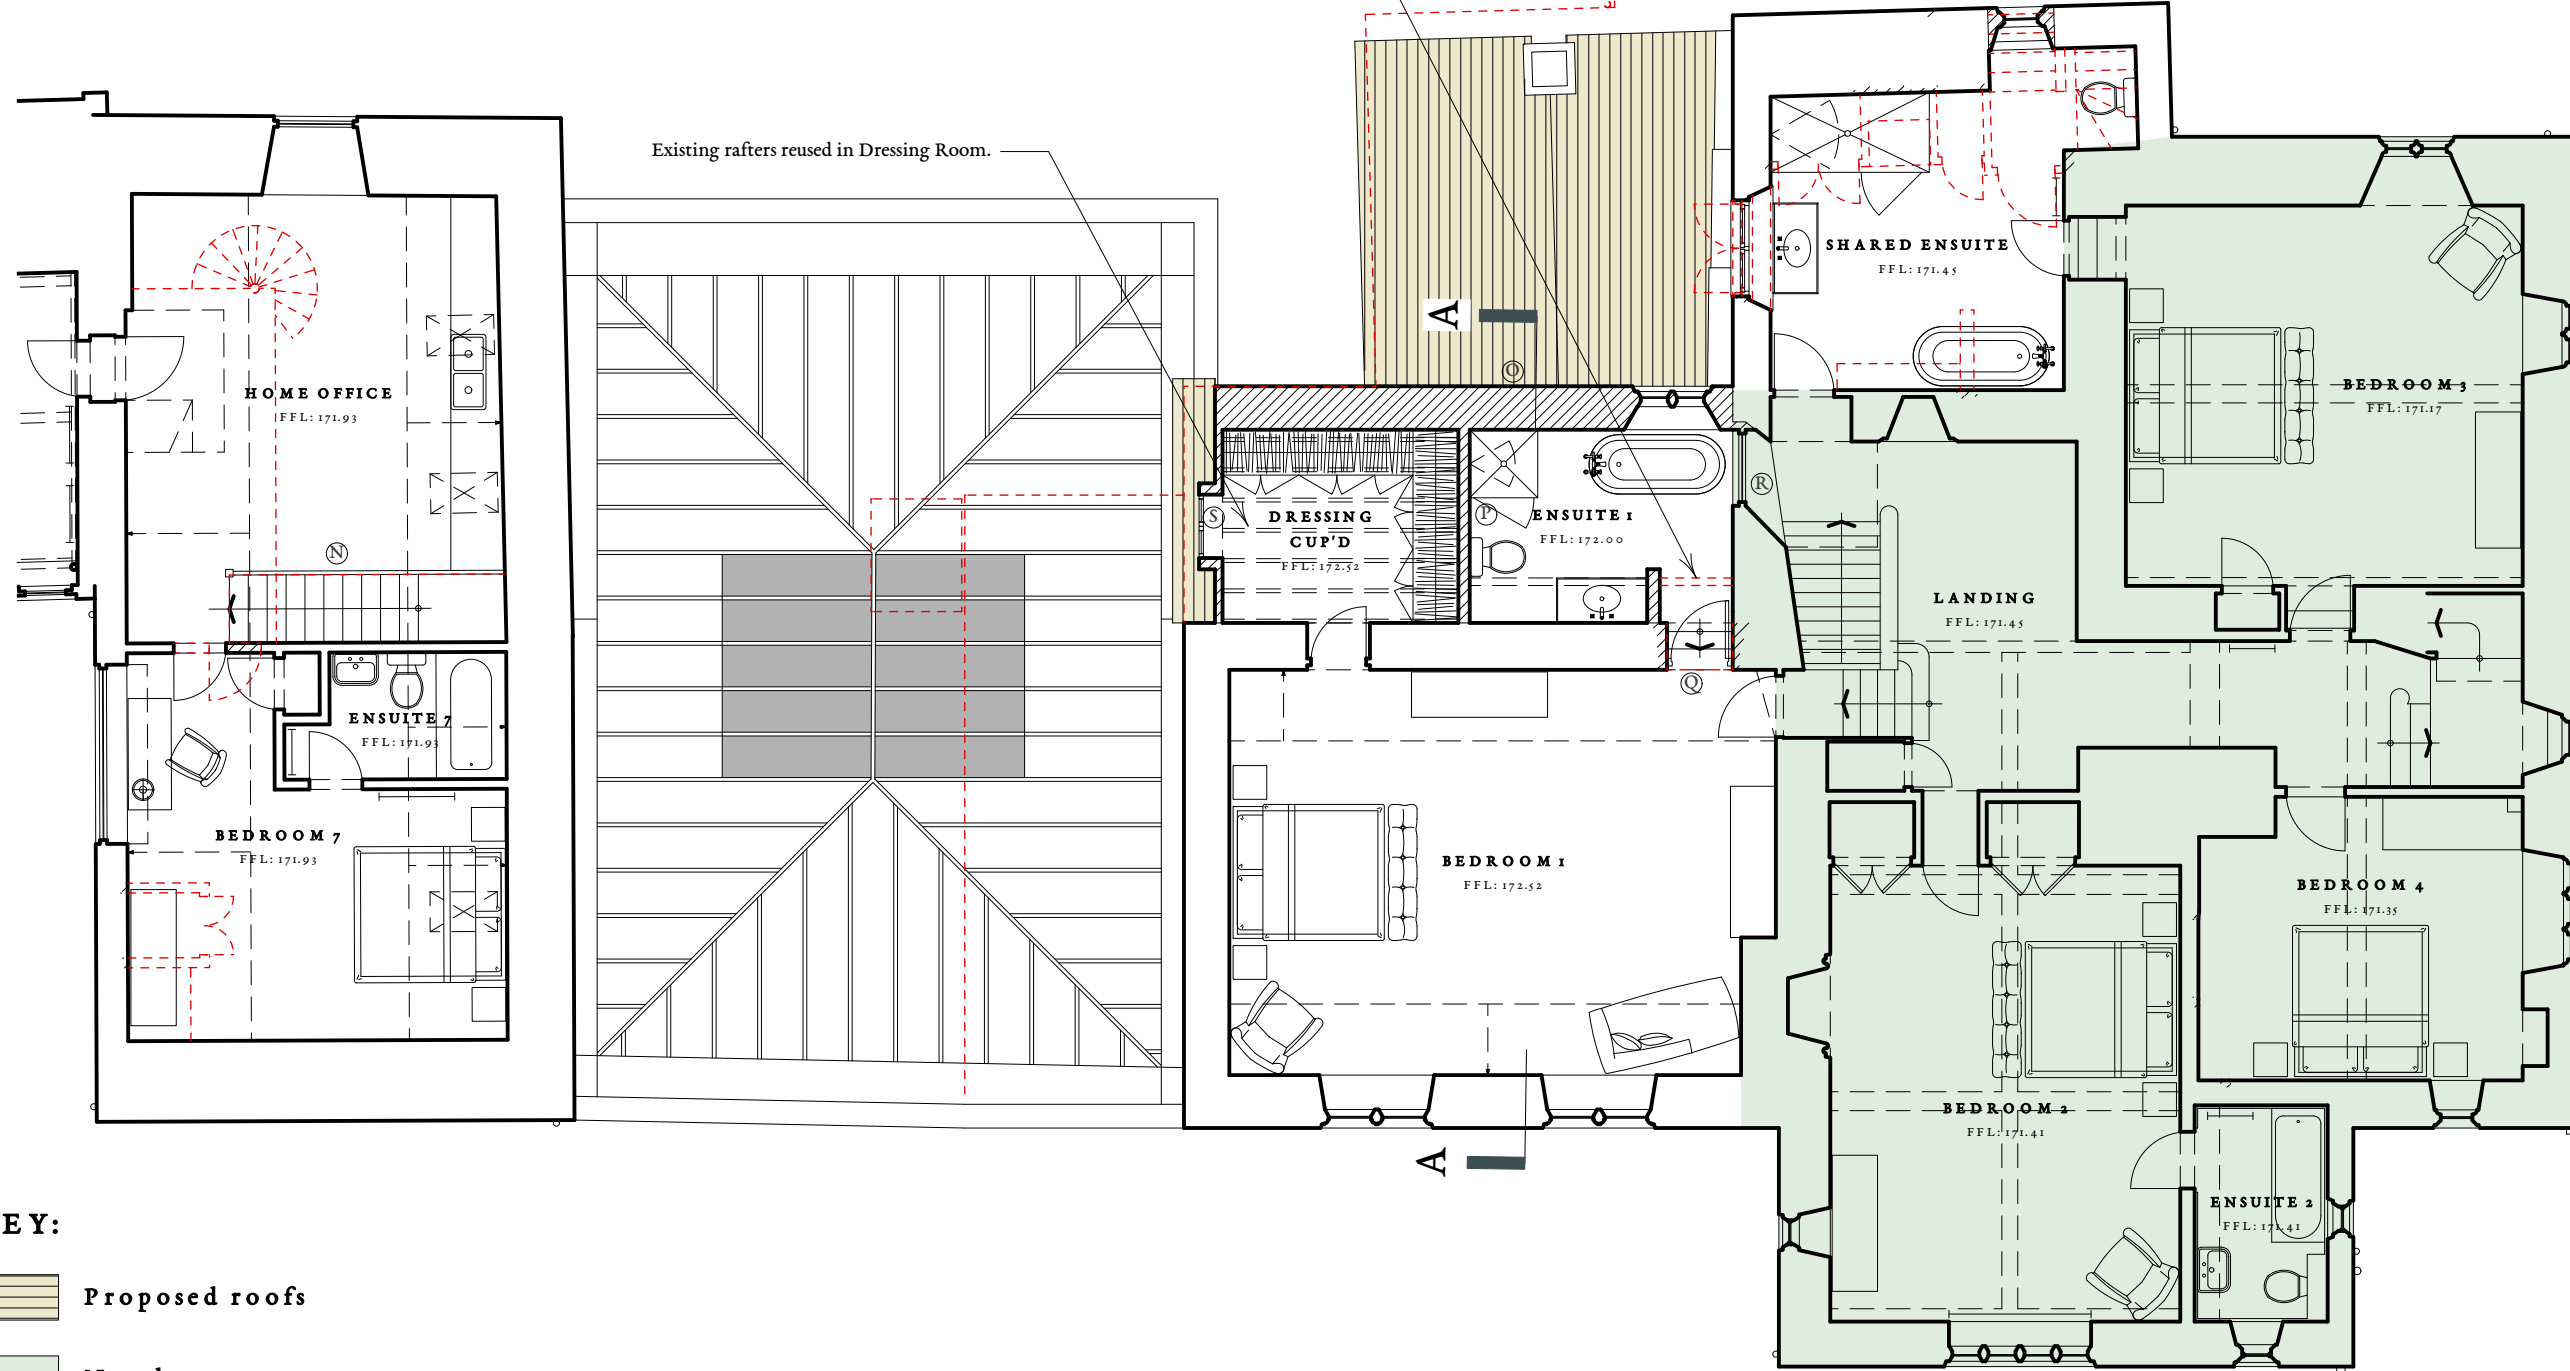 Existing rafters reused in Dressing Room.
HOME OFFICE
FFL: 171.93
N
ENSUITE 7
FFL: 171.93
BEDROOM 7
FFL: 171.93
A
O
S
DRESSING
CUP'D
FFL: 172.52
P
ENSUITE 1
FFL: 172.00
R
Q
SHARED ENSUITE
FFL: 171.45
BEDROOM 3
FFL: 171.17
LANDING
FFL: 171.45
BEDROOM 1
FFL: 172.52
BEDROOM 4
FFL: 171.35
BEDROOM 2
FFL: 171.41
ENSUITE 2
FFL: 171.41
A
EY:
Proposed roofs